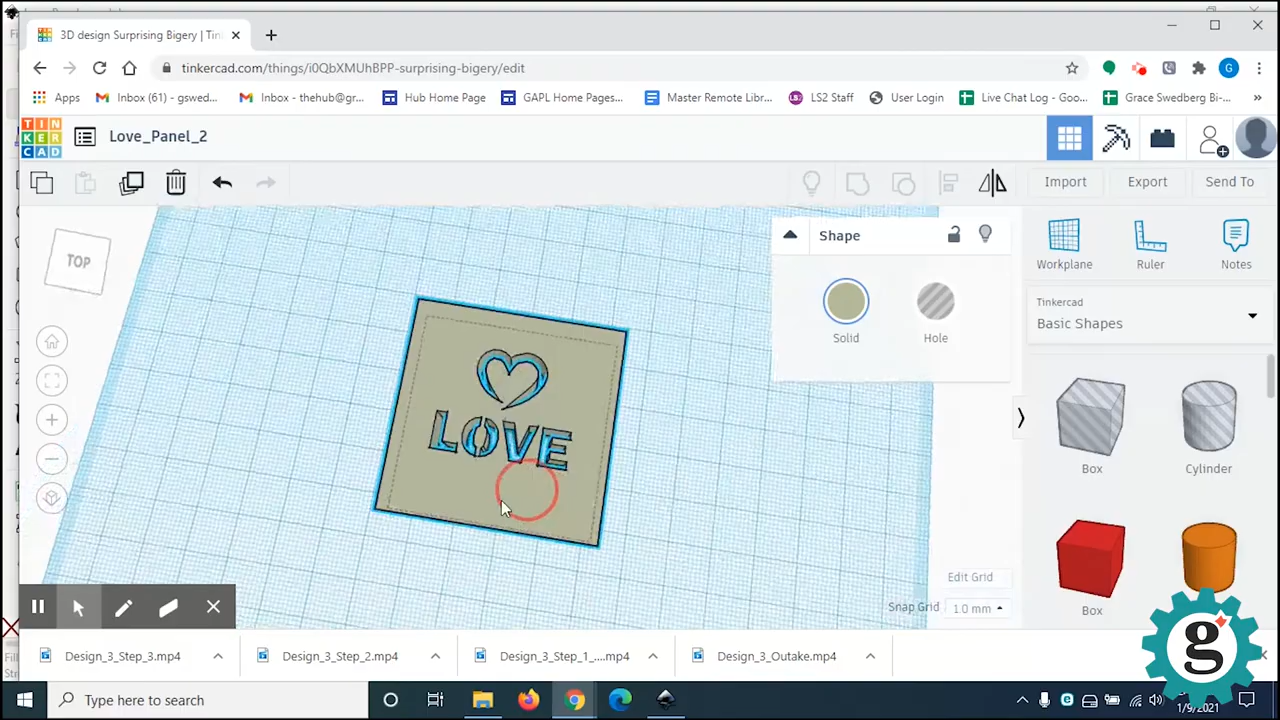 3D design Surprising Bigery | Tin
tinkercad.com/things/i0QbXMUhBPP-surprising-bigery/edit
G
Apps
Inbox (61) - gswed...
Inbox - thehub@gr...
Hub Home Page
GAPL Home Pages...
Master Remote Libr...
LS2 Staff
User Login
Live Chat Log - Goo...
Grace Swedberg Bi-...
»
TIN
KER
CAD
Love_Panel_2
Import
Export
Send To
TOP
Shape
Solid
Hole
Workplane
Ruler
Notes
Tinkercad
Basic Shapes
LOVE
Box
Cylinder
Box
Edit Grid
Snap Grid
1.0 mm
Design_3_Step_3.mp4
Design_3_Step_2.mp4
Design_3_Step_1_....mp4
Design_3_Outake.mp4
g
Type here to search
1/9/2021